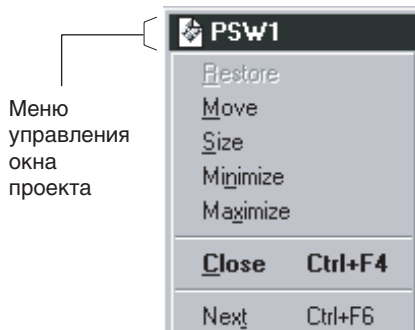 PSW1
Restore
Move
Size
Minimize
Maximize
Close Ctrl+F4
Next Ctrl+F6
Меню
управления
окна
проекта